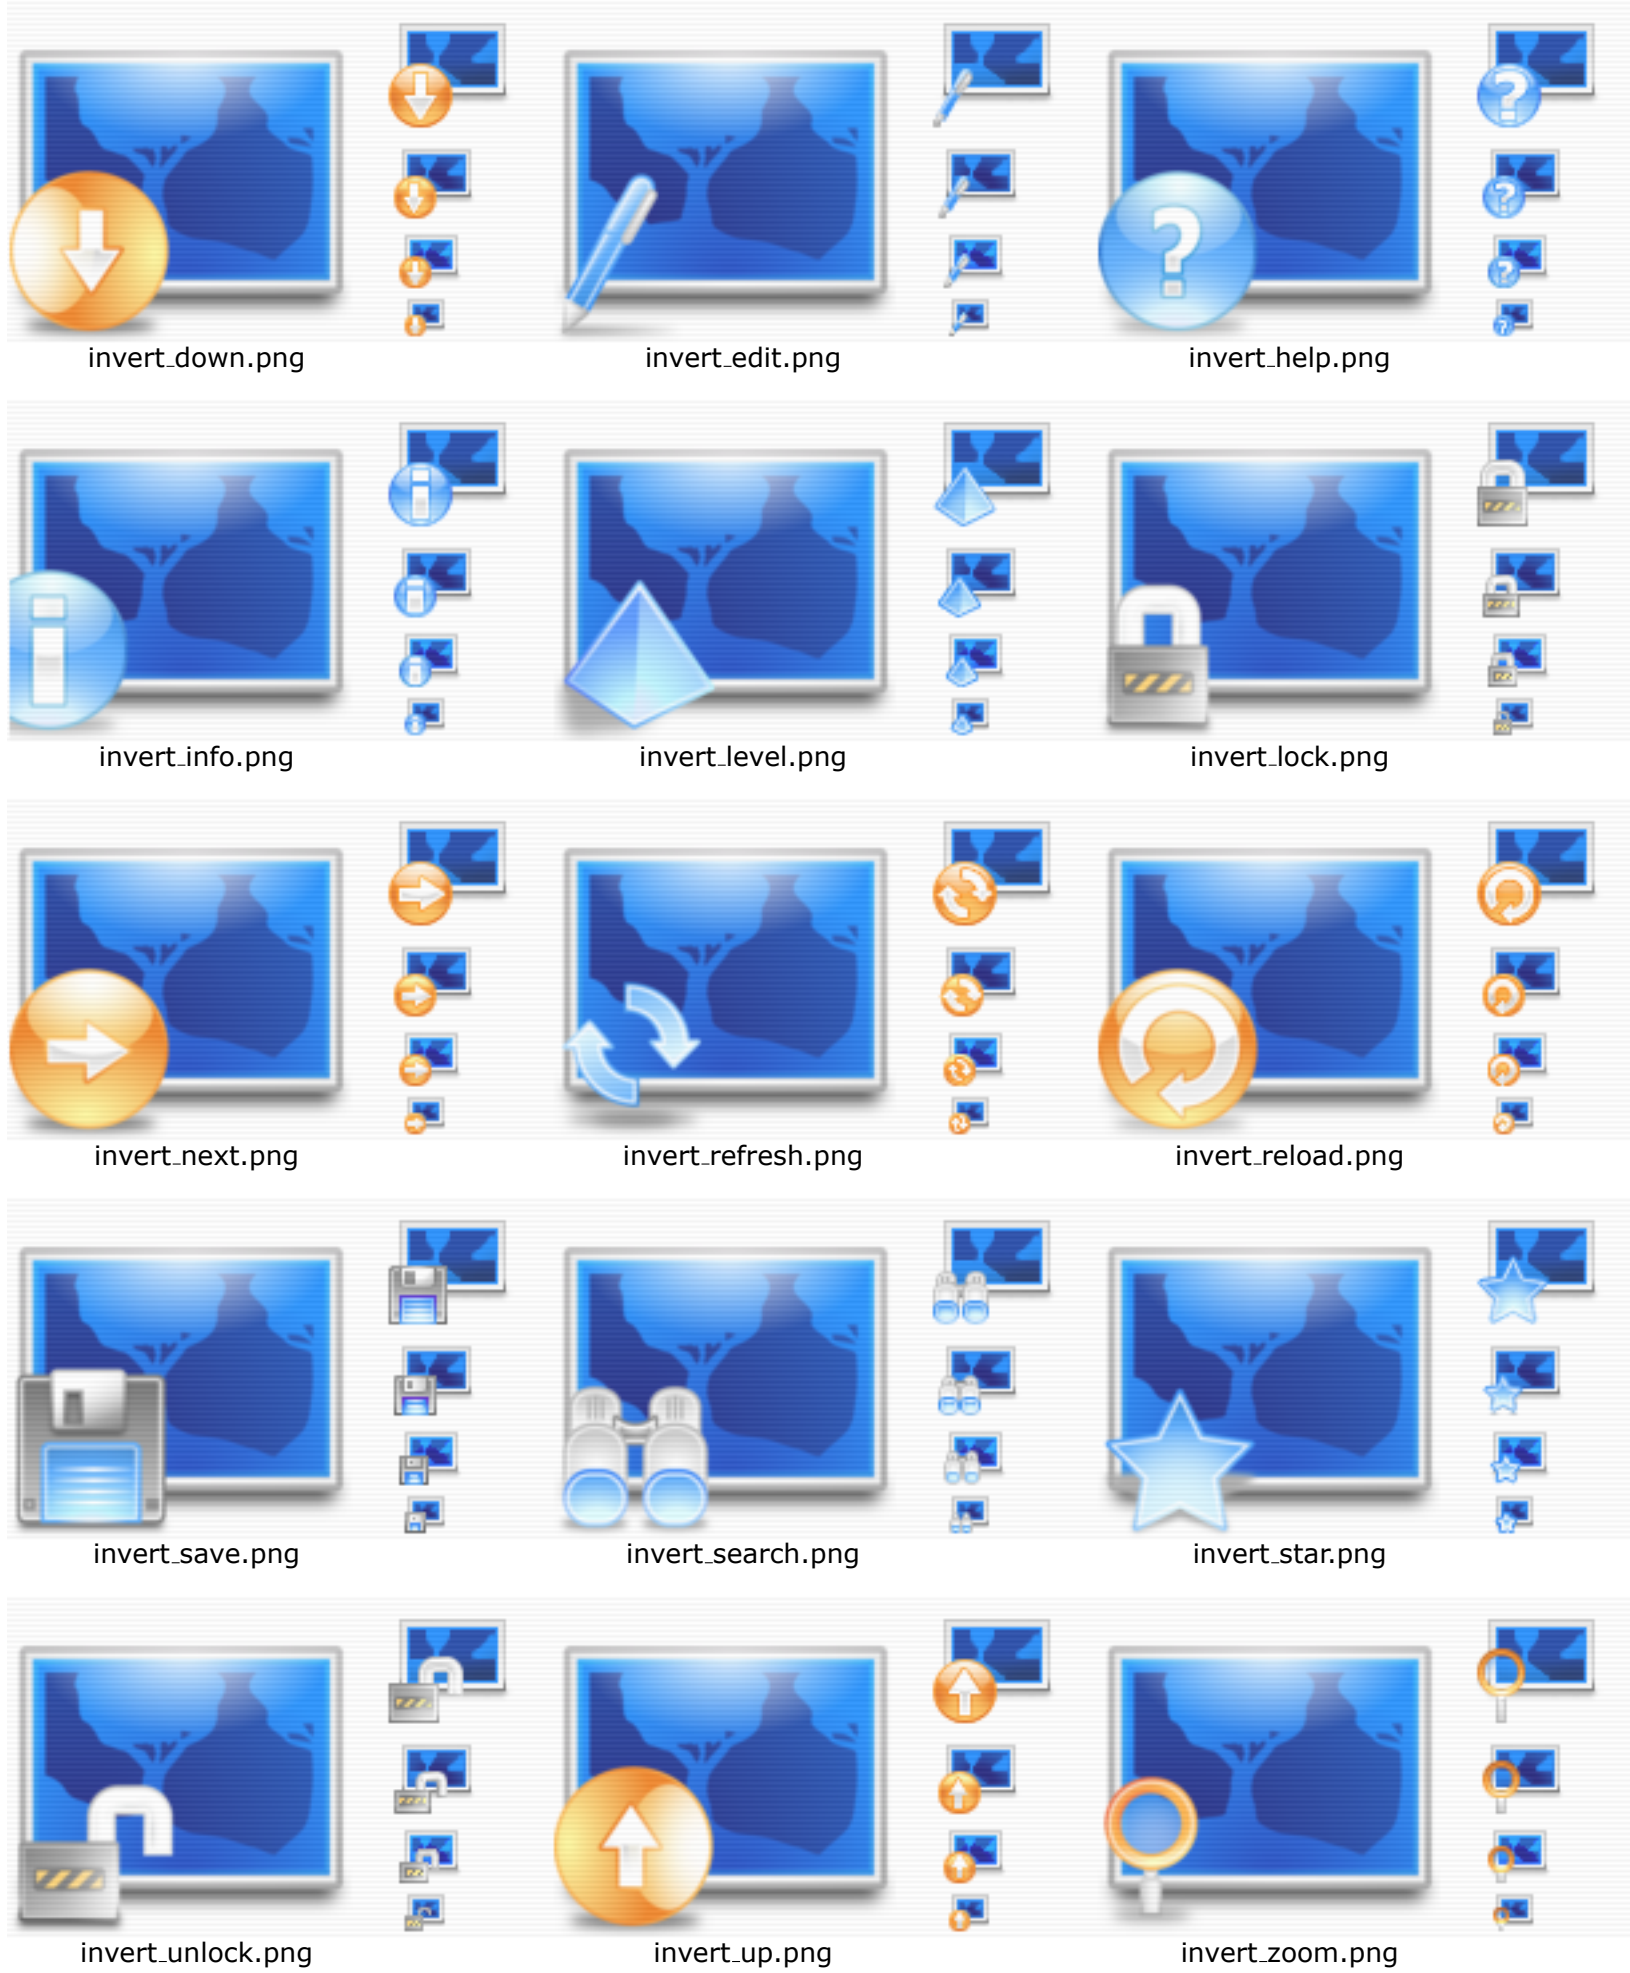 invert_down.png
invert_edit.png
invert_help.png
invert_info.png
invert_level.png
invert_lock.png
invert_next.png
invert_refresh.png
invert_reload.png
invert_save.png
invert_search.png
invert_star.png
invert_unlock.png
invert_up.png
invert_zoom.png